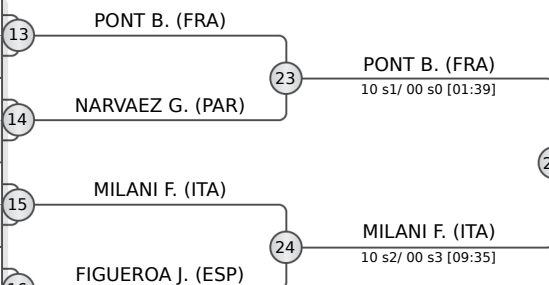 PONT B. (FRA)
13
23
PONT B. (FRA)
10 s1/ 00 s0 [01:39]
NARVAEZ G. (PAR)
14
MILANI F. (ITA)
15
24
MILANI F. (ITA)
10 s2/ 00 s3 [09:35]
FIGUEROA J. (ESP)